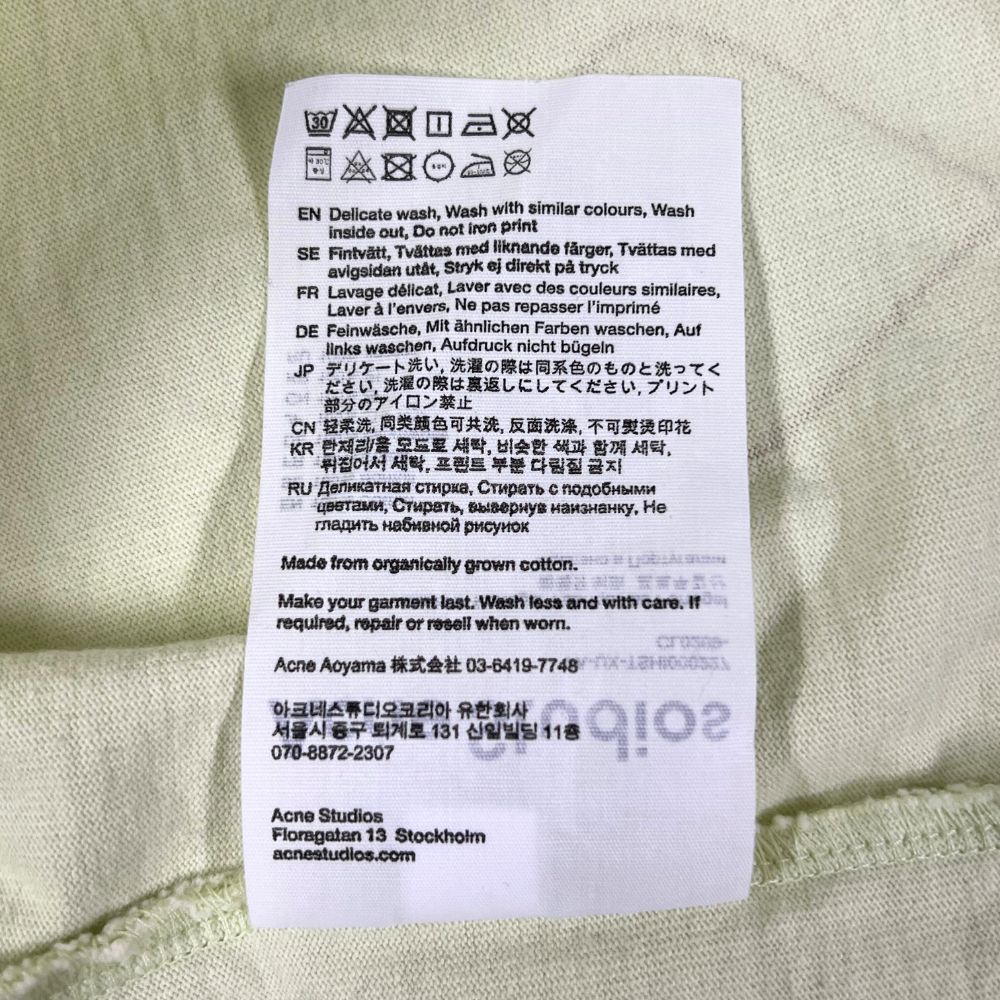 30
EN Delicate wash, Wash with similar colours, Wash
inside out, Do not iron print
SE Fintvätt, Tvättas med liknande färger, Tvättas med
avigsidan utåt, Stryk ej direkt på tryck
FR Lavage délicat, Laver avec des couleurs similaires,
Laver à l'envers, Ne pas repasser l'imprimé
DE Feinwäsche, Mit ähnlichen Farben waschen, Auf
links waschen, Aufdruck nicht bügeln
JP デリケート洗い, 洗濯の際は同系色のものと洗ってく
ださい, 洗濯の際は裏返しにしてください, プリント
部分のアイロン禁止
CN 轻柔洗, 同类颜色可共洗, 反面洗涤, 不可熨烫印花
KR 란제리/울 모드로 세탁, 비슷한 색과 함께 세탁,
뒤집어서 세탁, 프린트 부분 다림질 금지
RU Деликатная стирка, Стирать с подобными
цветами, Стирать, вывернув наизнанку, Не
гладить набивной рисунок
Made from organically grown cotton.
Make your garment last. Wash less and with care. If
required, repair or resell when worn.
Acne Aoyama 株式会社 03-6419-7748
아크네스튜디오코리아 유한회사
서울시 중구 퇴계로 131 신일빌딩 11층
070-8872-2307
Acne Studios
Floragatan 13 Stockholm
acnestudios.com